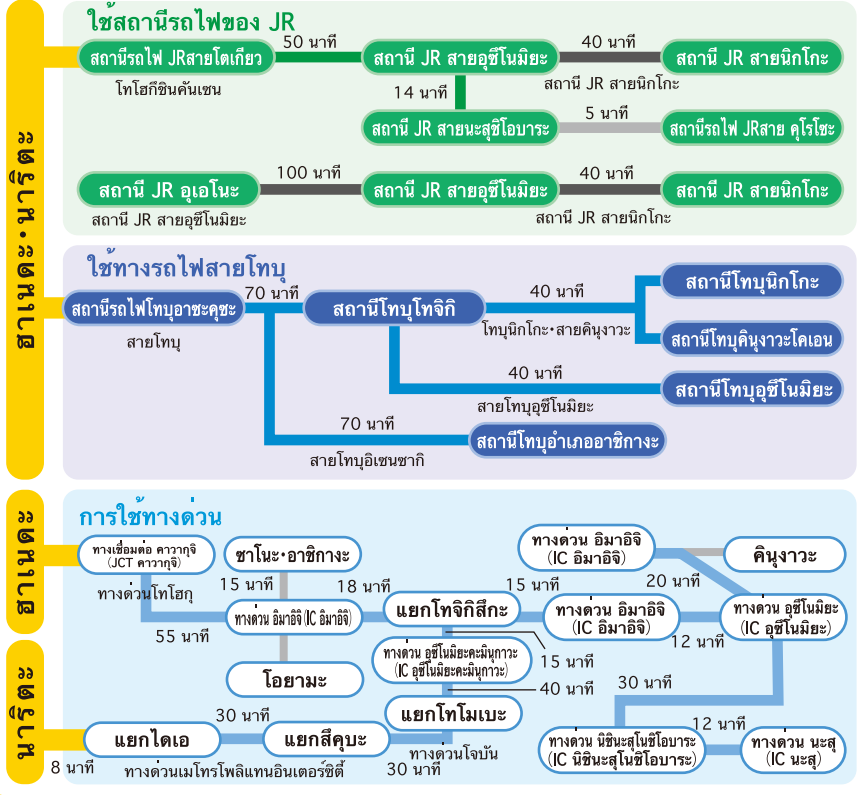 ฮาเนดะ・นาริตะ
ใช้สถานีรถไฟของ JR
สถานีรถไฟ JRสายโตเกียว
50 นาที
สถานี JR สายอุซึโนมิยะ
40 นาที
สถานี JR สายนิกโกะ
โทโฮกึชินคันเซน
สถานี JR สายนิกโกะ
14 นาที
สถานี JR สายนะสุชิโอบาระ
5 นาที
สถานีรถไฟ JRสาย คุโรโซะ
สถานี JR อุเอโนะ
100 นาที
สถานี JR สายอุซึโนมิยะ
40 นาที
สถานี JR สายนิกโกะ
สถานี JR สายอุซึโนมิยะ
สถานี JR สายนิกโกะ
ใช้ทางรถไฟสายโทบุ
สถานีรถไฟโทบุอาซะคุซะ
70 นาที
สถานีโทบุโทจิกิ
40 นาที
สถานีโทบุนิกโกะ
สายโทบุ
โทบุนิกโกะ・สายคินุงาวะ
สถานีโทบุคินุงาวะโคเอน
40 นาที
สถานีโทบุอุซึโนมิยะ
สายโทบุอุซึโนมิยะ
70 นาที
สถานีโทบุอำเภออาชิกางะ
สายโทบุอิเซนซากิ
ฮาเนดะ
การใช้ทางด่วน
ทางเชื่อมต่อ คาวากุจิ
(JCT คาวากุจิ)
ซาโนะ・อาชิกางะ
ทางด่วน อิมาอิจิ
(IC อิมาอิจิ)
คินุงาวะ
ทางด่วนโทโฮกุ
15 นาที
18 นาที
15 นาที
20 นาที
55 นาที
ทางด่วน อิมาอิจิ (IC อิมาอิจิ)
แยกโทจิกิสึกะ
ทางด่วน อิมาอิจิ
(IC อิมาอิจิ)
12 นาที
ทางด่วน อุซึโนมิยะ
(IC อุซึโนมิยะ)
ทางด่วน อุซึโนมิยะคะมินุกาวะ
(IC อุซึโนมิยะคะมินุกาวะ)
15 นาที
โอยามะ
40 นาที
30 นาที
นาริตะ
แยกโทโมเบะ
8 นาที
แยกไดเอ
30 นาที
แยกสึคุบะ
ทางด่วนโจบัน
30 นาที
ทางด่วนเมโทรโพลิแทนอินเตอร์ซิตี้
ทางด่วน นิชินะสุโนชิโอบาระ
(IC นิชินะสุโนชิโอบาระ)
12 นาที
ทางด่วน นะสุ
(IC นะสุ)